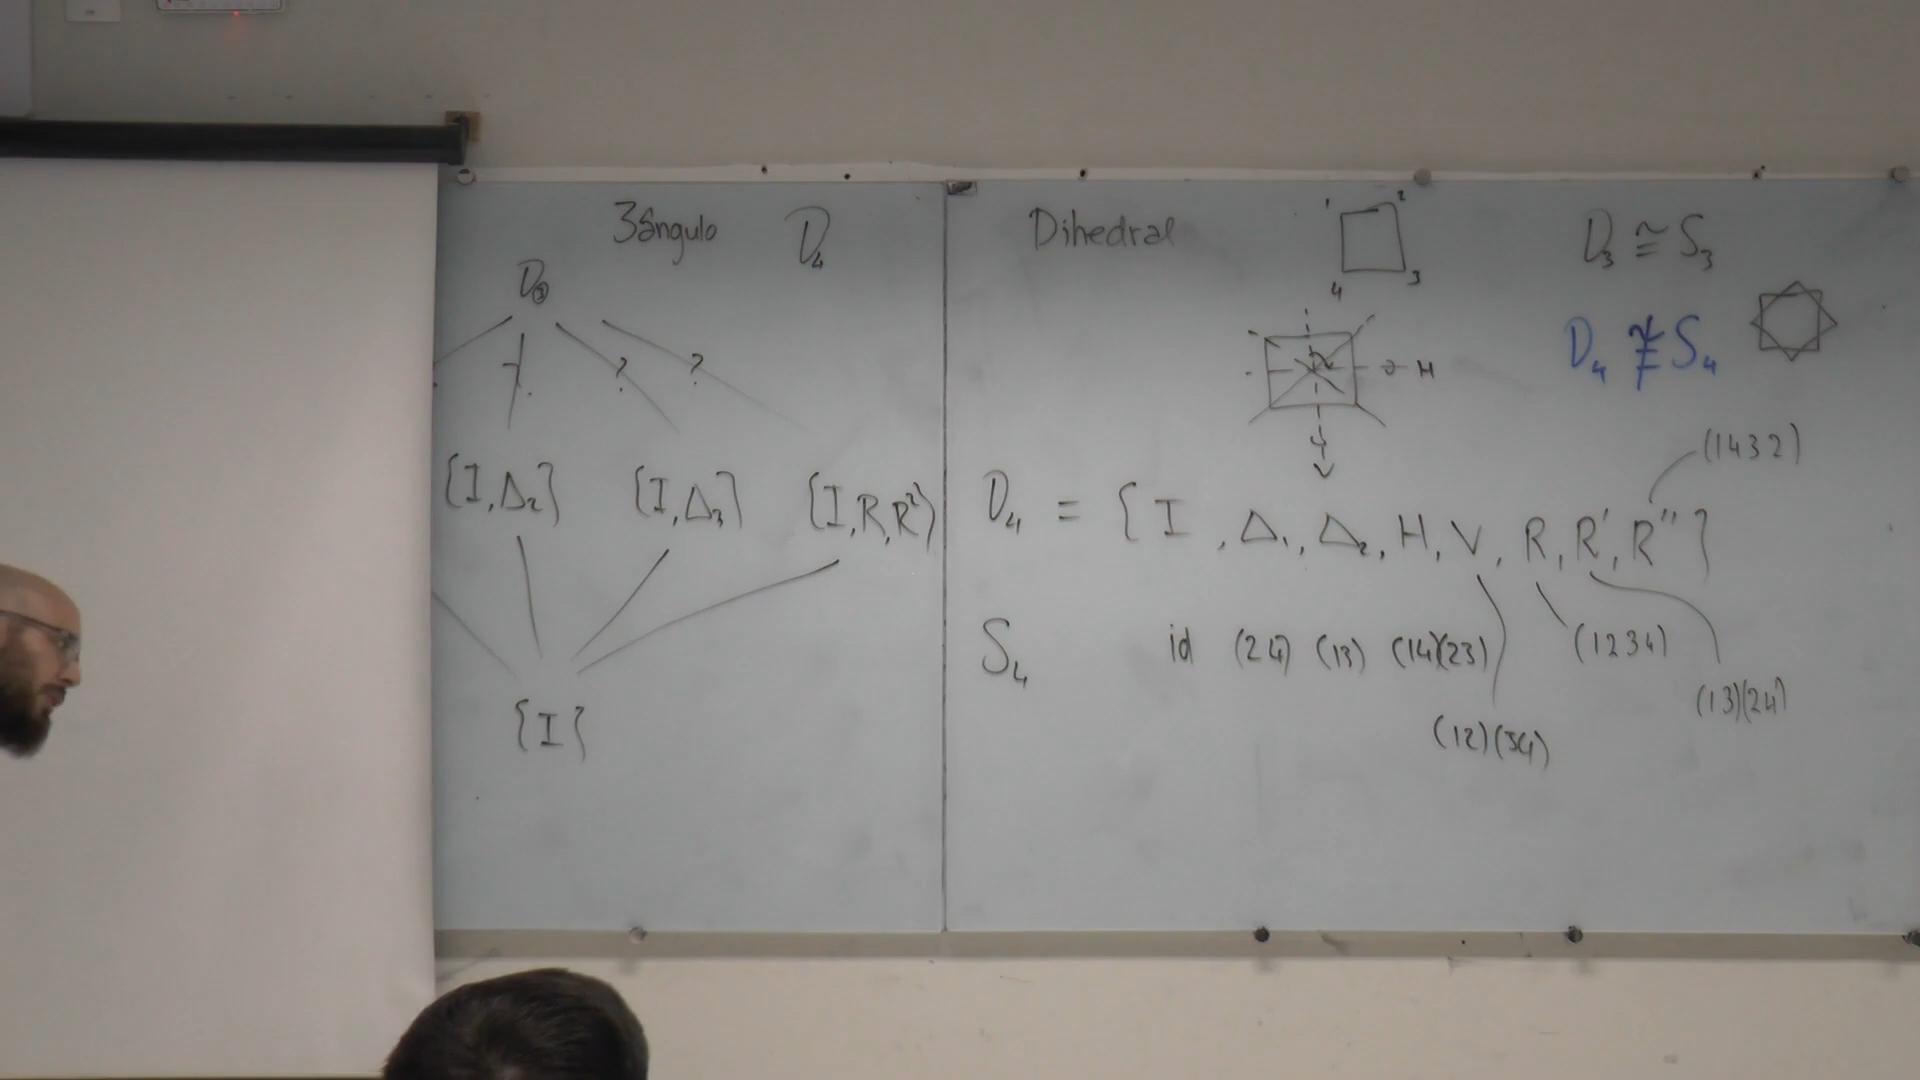 3ângulo D₄
D₃
? ? ?
{I,Δ₂} {I,Δ₃} {I,R,R²}
{I}
Dihedral
1 2
4 3
H
V
D₃ ≅ S₃
D₄ ≇ S₄
(1432)
D₄ = { I , Δ₁, Δ₂, H, V, R, R', R'' }
S₄ id (24) (13) (14)(23) (1234)
(13)(24)
(12)(34)